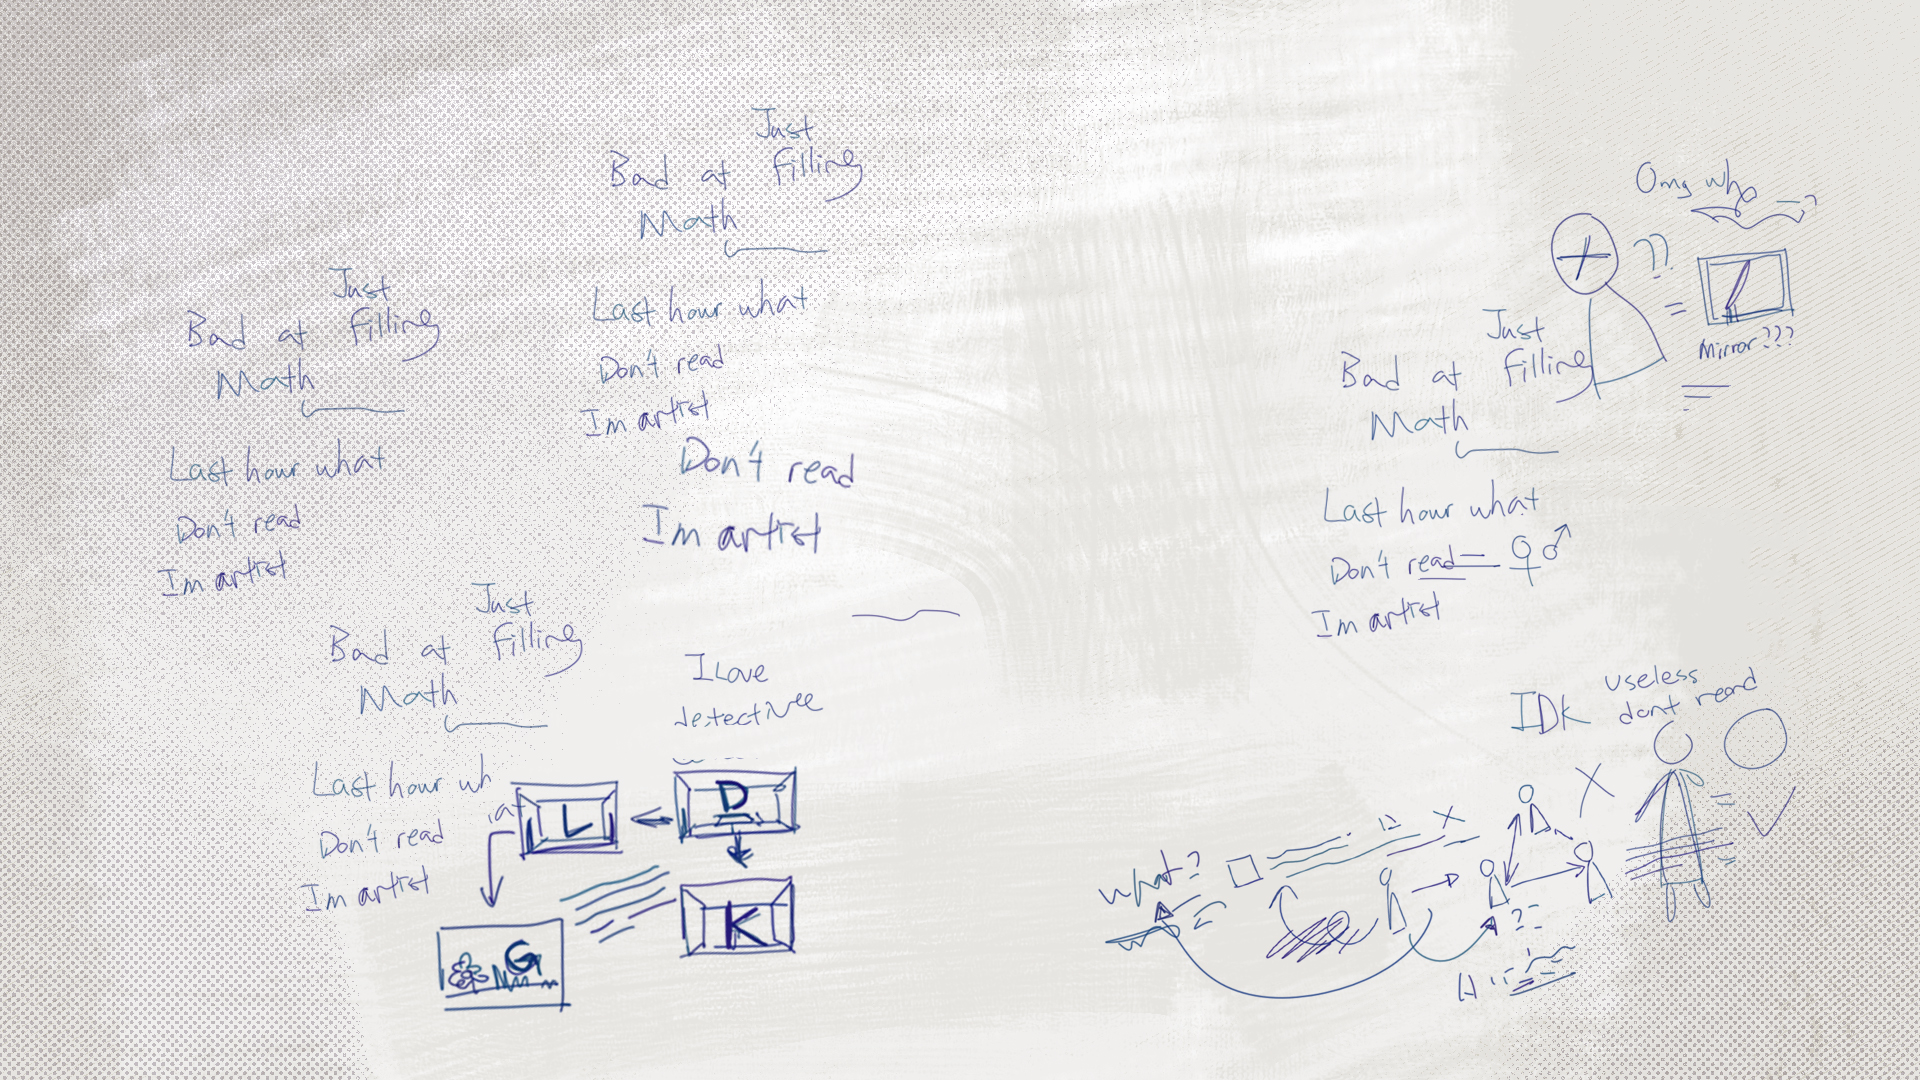 Just
Bad at filling
Math
Last hour what
Don't read
Im artist
Just
Bad at filling
Math
Last hour what
Don't read
Im artist
Don't read
Im artist
Just
Bad at filling
Math
Last hour wh
at
Don't read
Im artist
I Love
detectivee
L
D
K
G
Omg who
??
Mirror???
Just
Bad at filling
Math
Last hour what
Don't read
Im artist
IDK
useless
dont read
what?
??